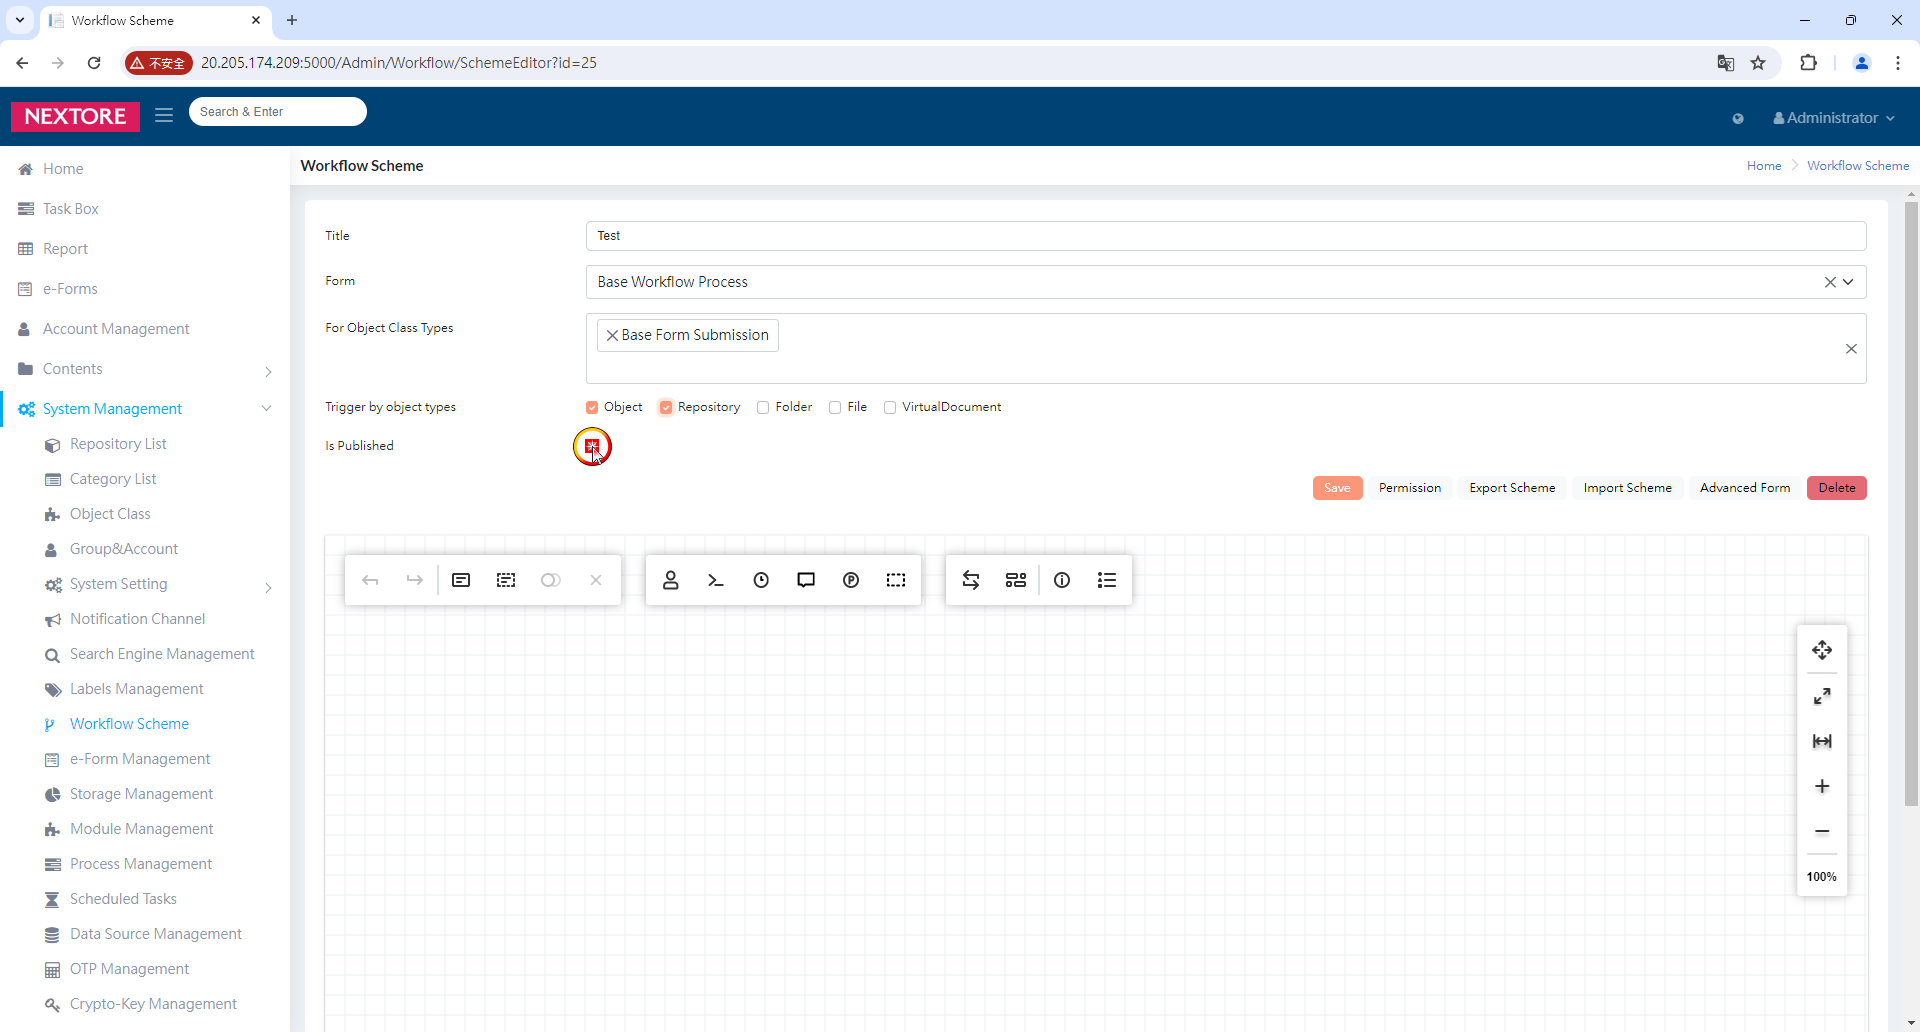 Workflow Scheme
不安全
20.205.174.209:5000/Admin/Workflow/SchemeEditor?id=25
NEXTORE
Search & Enter
Administrator
Home
Task Box
Report
e-Forms
Account Management
Contents
System Management
Repository List
Category List
Object Class
Group&Account
System Setting
Notification Channel
Search Engine Management
Labels Management
Workflow Scheme
e-Form Management
Storage Management
Module Management
Process Management
Scheduled Tasks
Data Source Management
OTP Management
Crypto-Key Management
Workflow Scheme
Home Workflow Scheme
Title Test
Form Base Workflow Process
For Object Class Types Base Form Submission
Trigger by object types Object Repository Folder File VirtualDocument
Is Published
Save Permission Export Scheme Import Scheme Advanced Form Delete
100%